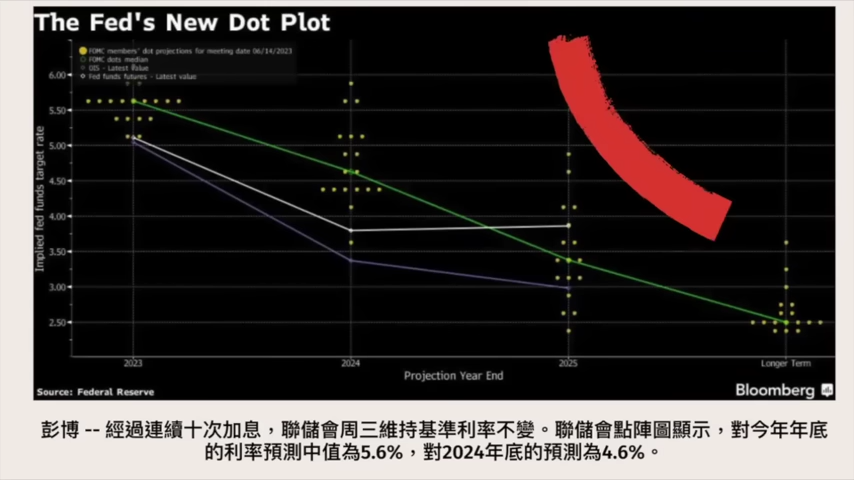 The Fed's New Dot Plot
FOMC members' dot projections for meeting date 06/14/2023
FOMC dots median
OIS - Latest value
Fed funds futures - Latest value
Implied fed funds target rate
6.00
5.50
5.00
4.50
4.00
3.50
3.00
2.50
2023
2024
2025
Longer Term
Projection Year End
Source: Federal Reserve
Bloomberg
彭博 -- 經過連續十次加息，聯儲會周三維持基準利率不變。聯儲會點陣圖顯示，對今年年底
的利率預測中值為5.6%，對2024年底的預測為4.6%。